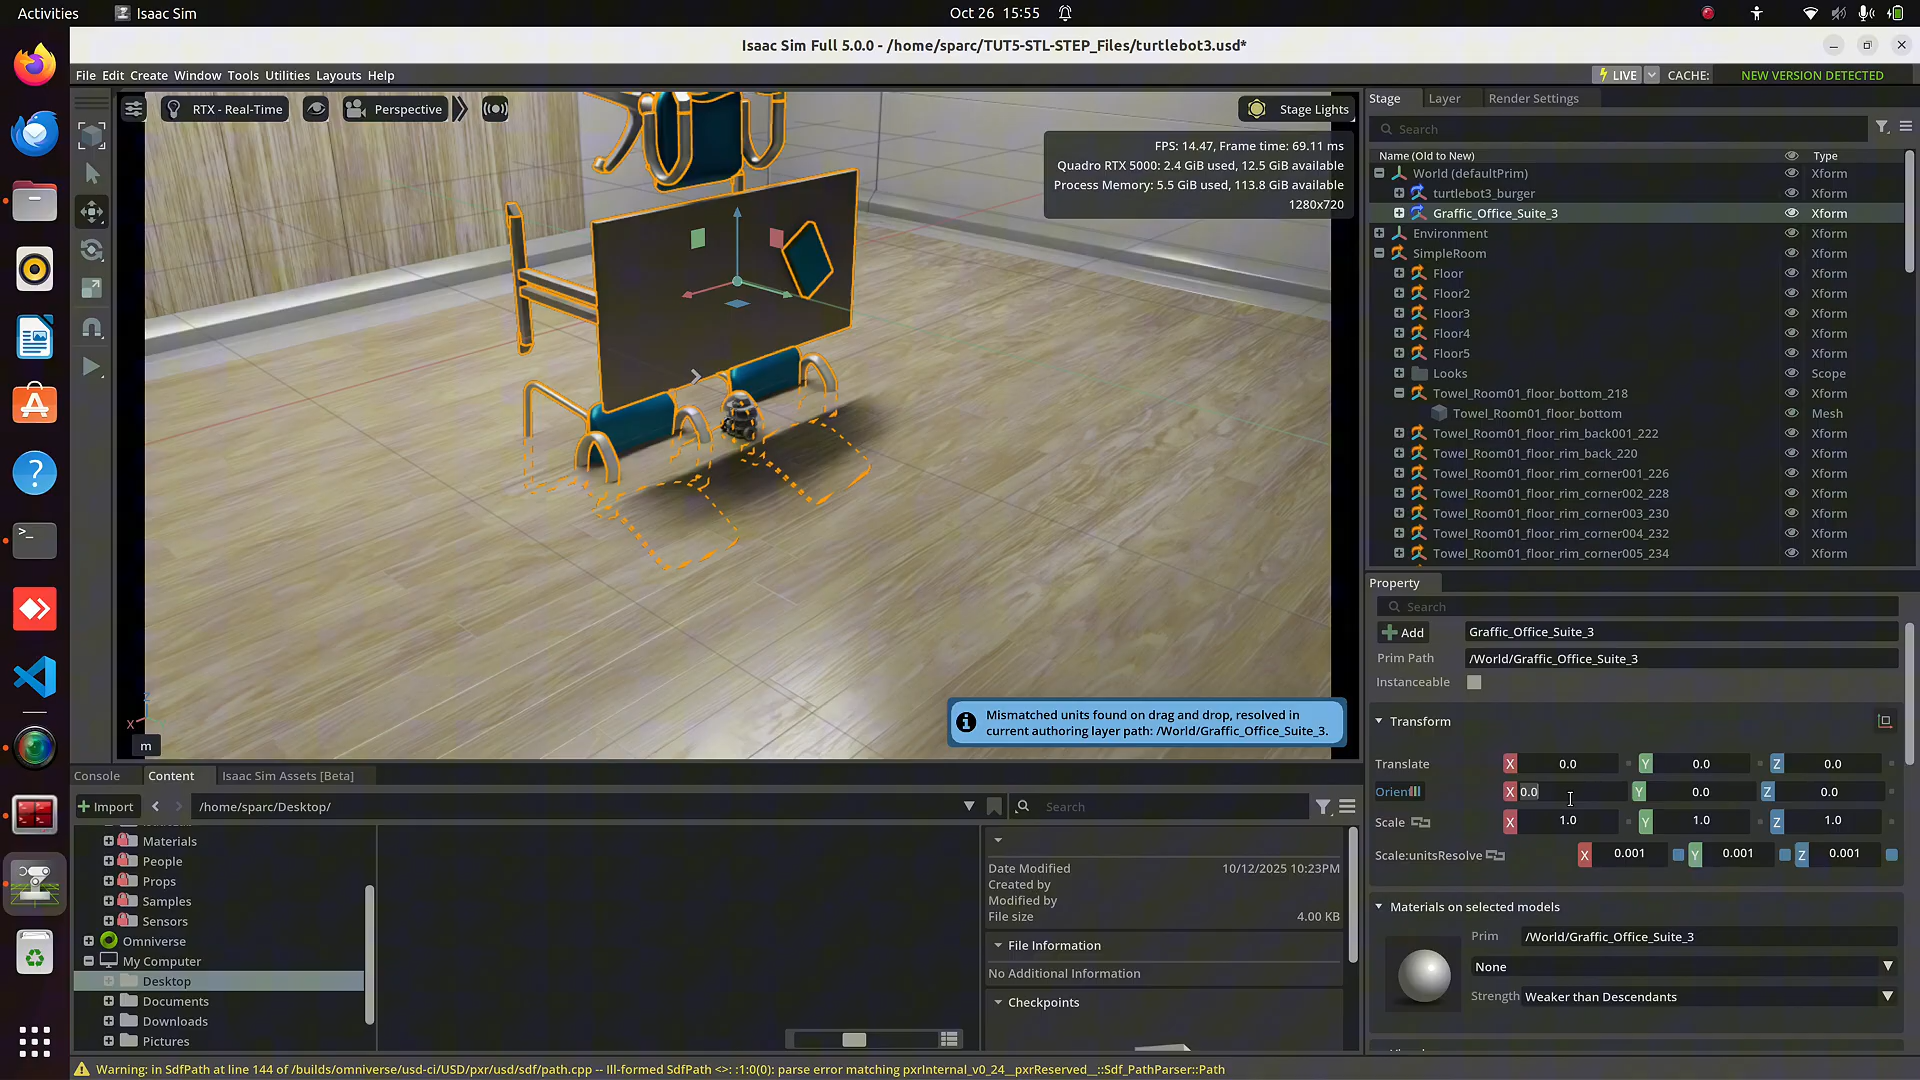 Activities
Isaac Sim
Oct 26 15:55
Isaac Sim Full 5.0.0 - /home/sparc/TUT5-STL-STEP_Files/turtlebot3.usd*
File Edit Create Window Tools Utilities Layouts Help
LIVE
CACHE:
NEW VERSION DETECTED
RTX - Real-Time
Perspective
Stage Lights
FPS: 14.47, Frame time: 69.11 ms
Quadro RTX 5000: 2.4 GiB used, 12.5 GiB available
Process Memory: 5.5 GiB used, 113.8 GiB available
1280x720
Z
X
m
Mismatched units found on drag and drop, resolved in
current authoring layer path: /World/Graffic_Office_Suite_3.
Stage Layer Render Settings
Search
Name (Old to New) Type
World (defaultPrim) Xform
turtlebot3_burger Xform
Graffic_Office_Suite_3 Xform
Environment Xform
SimpleRoom Xform
Floor Xform
Floor2 Xform
Floor3 Xform
Floor4 Xform
Floor5 Xform
Looks Scope
Towel_Room01_floor_bottom_218 Xform
Towel_Room01_floor_bottom Mesh
Towel_Room01_floor_rim_back001_222 Xform
Towel_Room01_floor_rim_back_220 Xform
Towel_Room01_floor_rim_corner001_226 Xform
Towel_Room01_floor_rim_corner002_228 Xform
Towel_Room01_floor_rim_corner003_230 Xform
Towel_Room01_floor_rim_corner004_232 Xform
Towel_Room01_floor_rim_corner005_234 Xform
Property
Search
Add Graffic_Office_Suite_3
Prim Path /World/Graffic_Office_Suite_3
Instanceable
Transform
Translate X 0.0 Y 0.0 Z 0.0
Orient X 0.0 Y 0.0 Z 0.0
Scale X 1.0 Y 1.0 Z 1.0
Scale:unitsResolve X 0.001 Y 0.001 Z 0.001
Materials on selected models
Prim /World/Graffic_Office_Suite_3
None
Strength Weaker than Descendants
Console Content Isaac Sim Assets [Beta]
Import /home/sparc/Desktop/ Search
Materials
People
Props
Samples
Sensors
Omniverse
My Computer
Desktop
Documents
Downloads
Pictures
Date Modified 10/12/2025 10:23PM
Created by
Modified by
File size 4.00 KB
File Information
No Additional Information
Checkpoints
Warning: in SdfPath at line 144 of /builds/omniverse/usd-ci/USD/pxr/usd/sdf/path.cpp -- Ill-formed SdfPath <>: :1:0(0): parse error matching pxrInternal_v0_24__pxrReserved__::Sdf_PathParser::Path